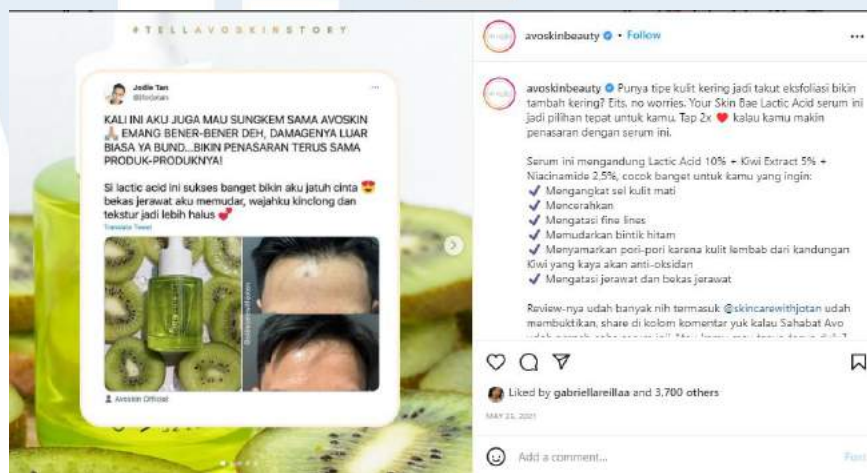 #TELLAVOSKINSTORY
Jodie Tan
KALI INI AKU JUGA MAU SUNGKEM SAMA AVOSKIN
🙏 EMANG BENER-BENER DEH, DAMAGENYA LUAR
BIASA YA BUND...BIKIN PENASARAN TERUS SAMA
PRODUK-PRODUKNYA!
Si lactic acid ini sukses banget bikin aku jatuh cinta 😍
bekas jerawat aku memudar, wajahku kinclong dan
tekstur jadi lebih halus 💕
Translate Tweet
@skincarewithjotan
Avoskin Official
avoskinbeauty • Follow
avoskinbeauty Punya tipe kulit kering jadi takut eksfoliasi bikin
tambah kering? Eits, no worries. Your Skin Bae Lactic Acid serum ini
jadi pilihan tepat untuk kamu. Tap 2x ❤️ kalau kamu makin
penasaran dengan serum ini.
Serum ini mengandung Lactic Acid 10% + Kiwi Extract 5% +
Niacinamide 2,5%, cocok banget untuk kamu yang ingin:
✔ Mengangkat sel kulit mati
✔ Mencerahkan
✔ Mengatasi fine lines
✔ Memudarkan bintik hitam
✔ Menyamarkan pori-pori karena kulit lembab dari kandungan
Kiwi yang kaya akan anti-oksidan
✔ Mengatasi jerawat dan bekas jerawat
Review-nya udah banyak nih termasuk @skincarewithjotan udah
membuktikan, share di kolom komentar yuk kalau Sahabat Avo
Liked by gabriellareillaa and 3,700 others
MAY 25, 2021
Add a comment...
Post